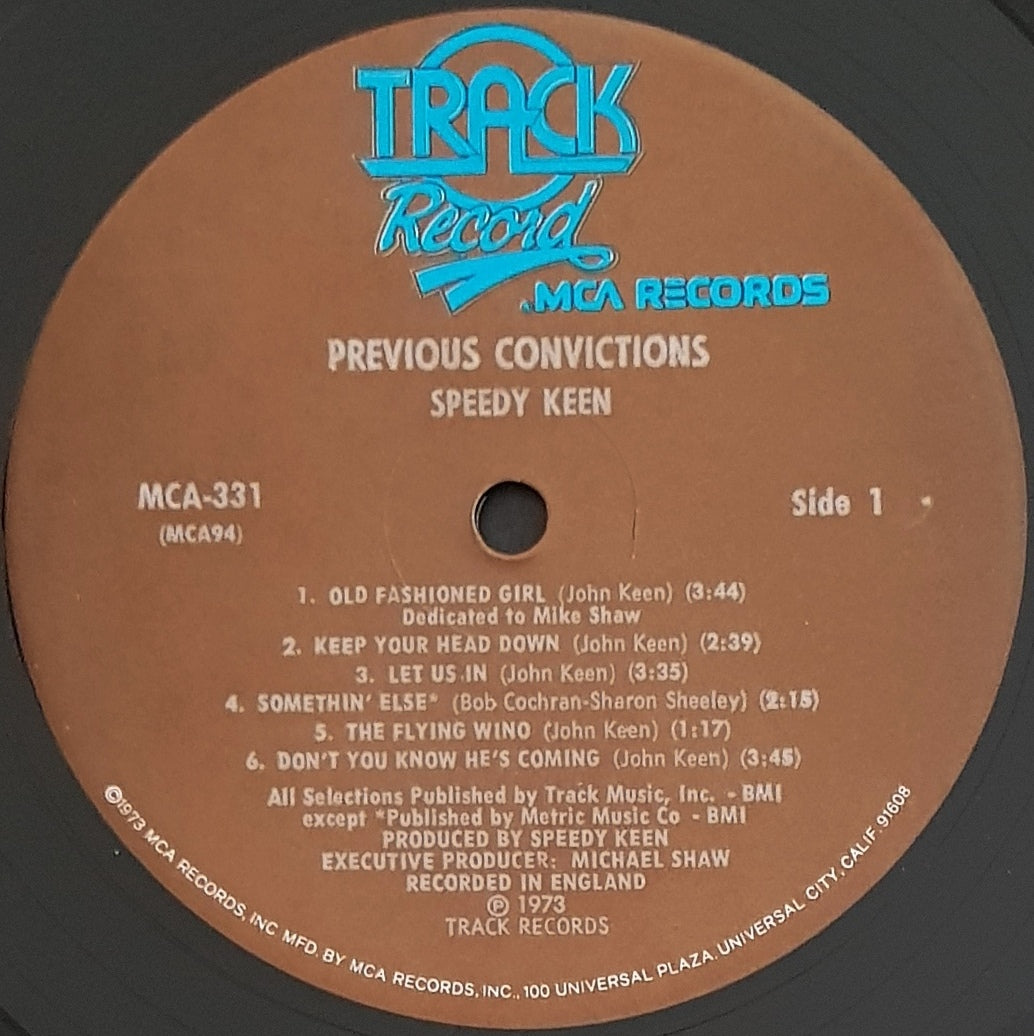 TRACK
Record
MCA RECORDS
PREVIOUS CONVICTIONS
SPEEDY KEEN
MCA-331
(MCA94)
Side 1
1. OLD FASHIONED GIRL (John Keen) (3:44)
Dedicated to Mike Shaw
2. KEEP YOUR HEAD DOWN (John Keen) (2:39)
3. LET US IN (John Keen) (3:35)
4. SOMETHIN' ELSE* (Bob Cochran-Sharon Sheeley) (2:15)
5. THE FLYING WINO (John Keen) (1:17)
6. DON'T YOU KNOW HE'S COMING (John Keen) (3:45)
All Selections Published by Track Music, Inc. - BMI
except *Published by Metric Music Co - BMI
PRODUCED BY SPEEDY KEEN
EXECUTIVE PRODUCER: MICHAEL SHAW
RECORDED IN ENGLAND
℗ 1973
TRACK RECORDS
©1973 MCA RECORDS, INC MFD. BY MCA RECORDS, INC., 100 UNIVERSAL PLAZA, UNIVERSAL CITY, CALIF. 91608